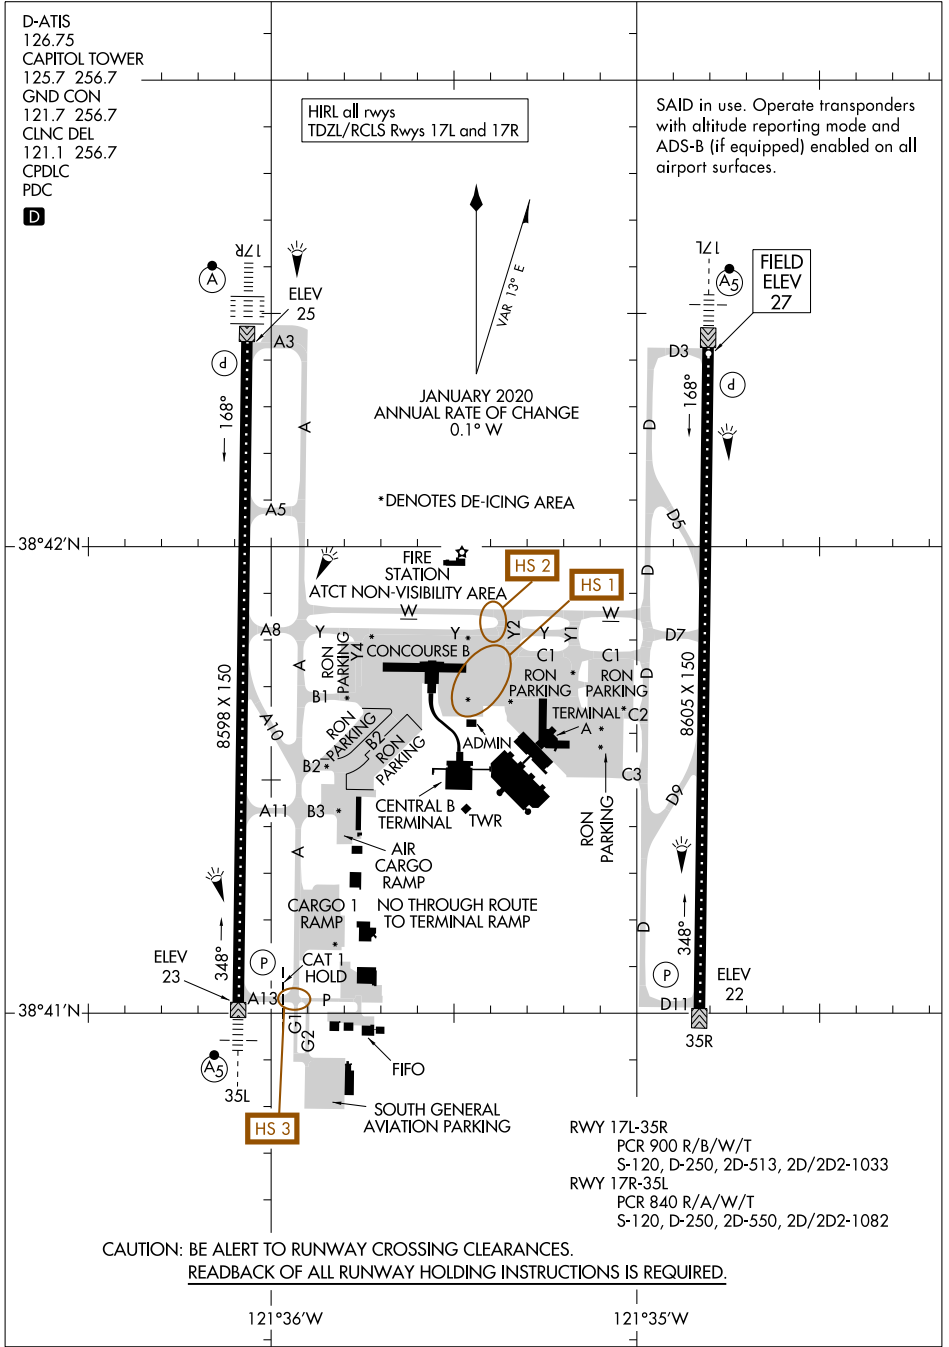 D-ATIS
126.75
CAPITOL TOWER
125.7 256.7
GND CON
121.7 256.7
CLNC DEL
121.1 256.7
CPDLC
PDC
D
HIRL all rwys
TDZL/RCLS Rwys 17L and 17R
SAID in use. Operate transponders
with altitude reporting mode and
ADS-B (if equipped) enabled on all
airport surfaces.
17R
A
ELEV
25
VAR 13° E
17L
A5
FIELD
ELEV
27
A3
P
168°
A
JANUARY 2020
ANNUAL RATE OF CHANGE
0.1° W
D3
P
168°
D
*DENOTES DE-ICING AREA
A5
D5
38°42'N
FIRE
STATION
ATCT NON-VISIBILITY AREA
HS 2
HS 1
D
W
W
A8
Y
Y
Y2
Y
Y1
D7
RON
PARKING
Y4
CONCOURSE B
C1
C1
A
RON
PARKING
RON
PARKING
D
8598 X 150
8605 X 150
B1
TERMINAL
A
C2
A10
RON
PARKING
B2
RON
PARKING
ADMIN
B2
C3
D9
A11
B3
CENTRAL B
TERMINAL
TWR
RON
PARKING
A
AIR
CARGO
RAMP
CARGO 1
RAMP
NO THROUGH ROUTE
TO TERMINAL RAMP
348°
D
348°
ELEV
23
P
CAT 1
HOLD
P
ELEV
22
A13
P
D11
38°41'N
G1
G2
35R
A5
FIFO
35L
HS 3
SOUTH GENERAL
AVIATION PARKING
RWY 17L-35R
PCR 900 R/B/W/T
S-120, D-250, 2D-513, 2D/2D2-1033
RWY 17R-35L
PCR 840 R/A/W/T
S-120, D-250, 2D-550, 2D/2D2-1082
CAUTION: BE ALERT TO RUNWAY CROSSING CLEARANCES.
READBACK OF ALL RUNWAY HOLDING INSTRUCTIONS IS REQUIRED.
121°36'W
121°35'W